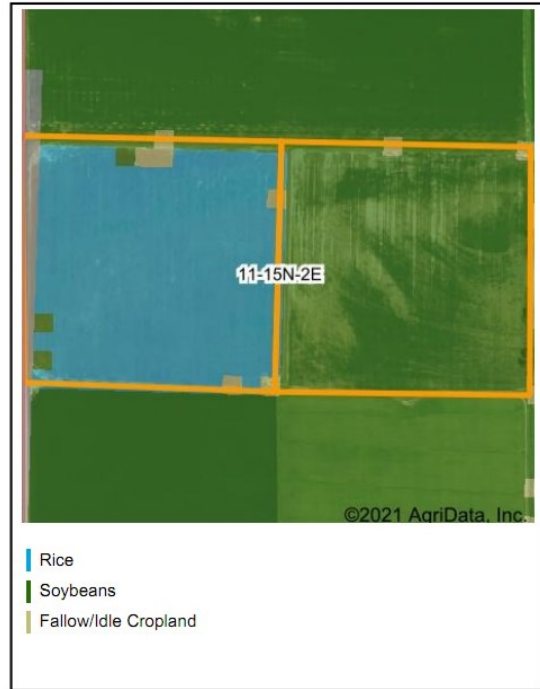 11-15N-2E
©2021 AgriData, Inc.
Rice
Soybeans
Fallow/Idle Cropland